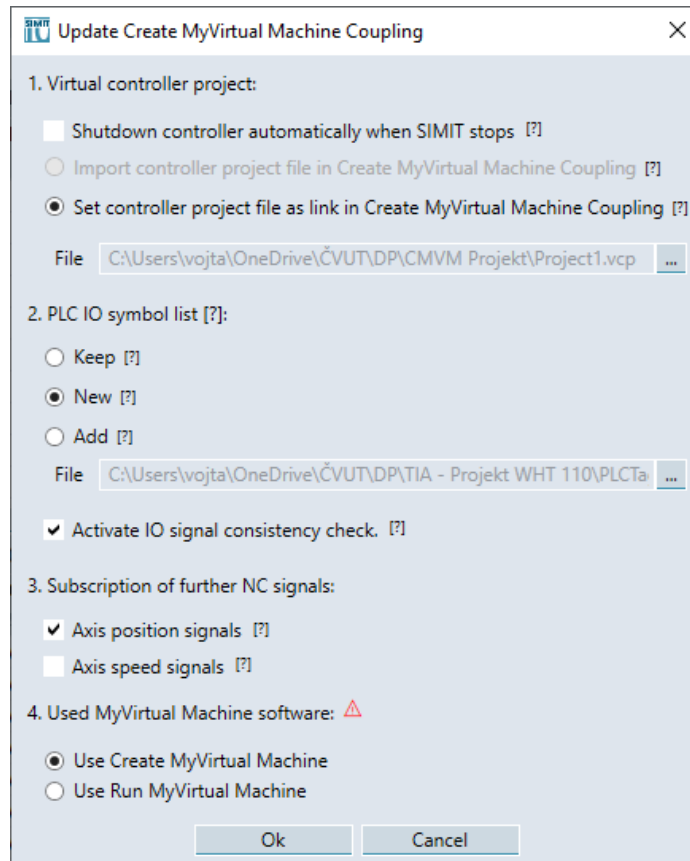 SIMIT
Update Create MyVirtual Machine Coupling
1. Virtual controller project:
Shutdown controller automatically when SIMIT stops [?]
Import controller project file in Create MyVirtual Machine Coupling [?]
Set controller project file as link in Create MyVirtual Machine Coupling [?]
File C:\Users\vojta\OneDrive\ČVUT\DP\CMVM Projekt\Project1.vcp ...
2. PLC IO symbol list [?]:
Keep [?]
New [?]
Add [?]
File C:\Users\vojta\OneDrive\ČVUT\DP\TIA - Projekt WHT 110\PLCTa ...
Activate IO signal consistency check. [?]
3. Subscription of further NC signals:
Axis position signals [?]
Axis speed signals [?]
4. Used MyVirtual Machine software:
Use Create MyVirtual Machine
Use Run MyVirtual Machine
Ok Cancel